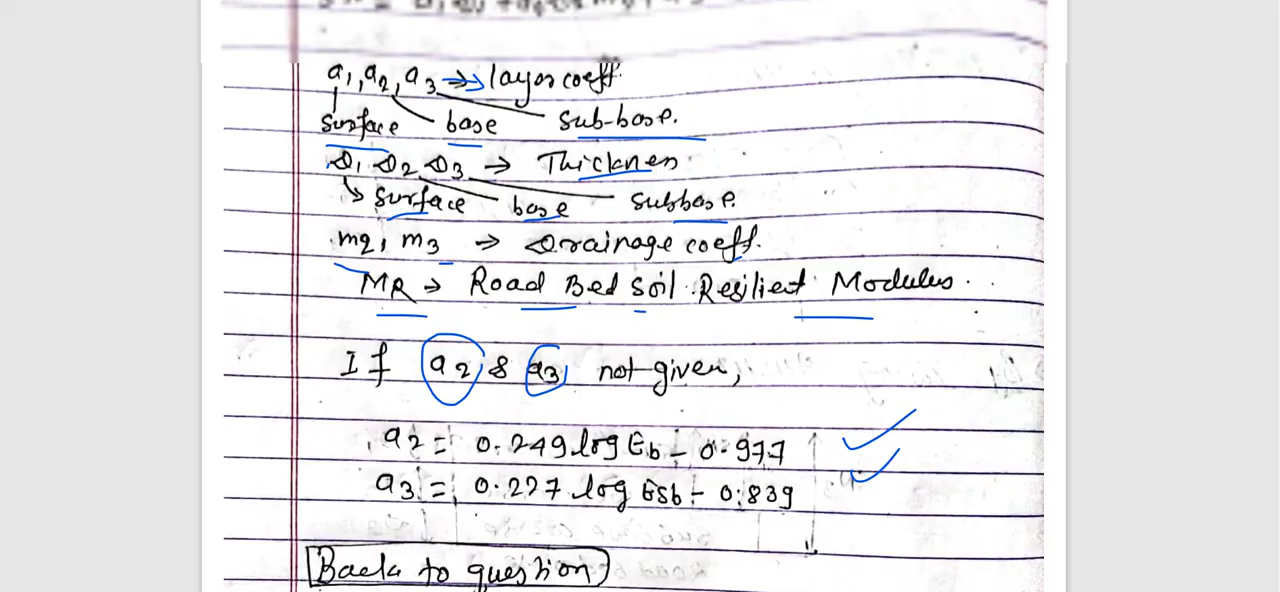 a1, a2, a3 → layer coeff.
Surface base Sub-base.
D1 D2 D3 → Thickness.
↳ Surface base Subbase.
m2, m3 → Drainage coeff.
MR → Road Bed Soil Resilient Modulus.
If a2 & a3 not given,
a2 = 0.249 log Eb - 0.977
a3 = 0.227 log Esb - 0.839
Back to question